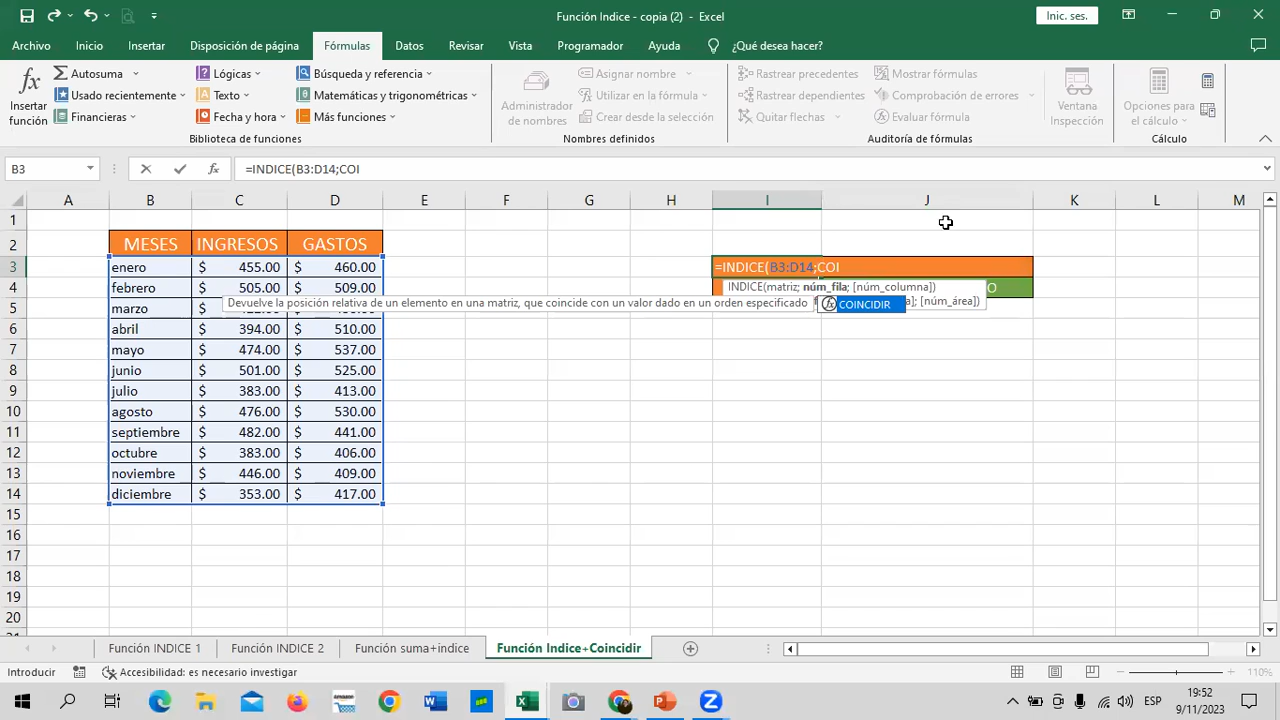 Función Indice - copia (2) - Excel
Inic. ses.
Archivo Inicio Insertar Disposición de página Fórmulas Datos Revisar Vista Programador Ayuda ¿Qué desea hacer?
Insertar función
Autosuma
Usado recientemente
Financieras
Lógicas
Texto
Fecha y hora
Búsqueda y referencia
Matemáticas y trigonométricas
Más funciones
Biblioteca de funciones
Administrador de nombres
Asignar nombre
Utilizar en la fórmula
Crear desde la selección
Nombres definidos
Rastrear precedentes
Rastrear dependientes
Quitar flechas
Mostrar fórmulas
Comprobación de errores
Evaluar fórmula
Auditoría de fórmulas
Ventana Inspección
Opciones para el cálculo
Cálculo
B3 fx =INDICE(B3:D14;COI
A B C D E F G H I J K L M
1
2 MESES INGRESOS GASTOS
3 enero $ 455.00 $ 460.00 =INDICE(B3:D14;COI
4 febrero $ 505.00 $ 509.00 INDICE(matriz; núm_fila; [núm_columna]) O
Devuelve la posición relativa de un elemento en una matriz, que coincide con un valor dado en un orden especificado COINCIDIR ; [núm_área])
5 marzo $ $
6 abril $ 394.00 $ 510.00
7 mayo $ 474.00 $ 537.00
8 junio $ 501.00 $ 525.00
9 julio $ 383.00 $ 413.00
10 agosto $ 476.00 $ 530.00
11 septiembre $ 482.00 $ 441.00
12 octubre $ 383.00 $ 406.00
13 noviembre $ 446.00 $ 409.00
14 diciembre $ 353.00 $ 417.00
15
16
17
18
19
20
Función INDICE 1 Función INDICE 2 Función suma+indice Función Indice+Coincidir
Introducir Accesibilidad: es necesario investigar 110%
ESP 19:52
9/11/2023